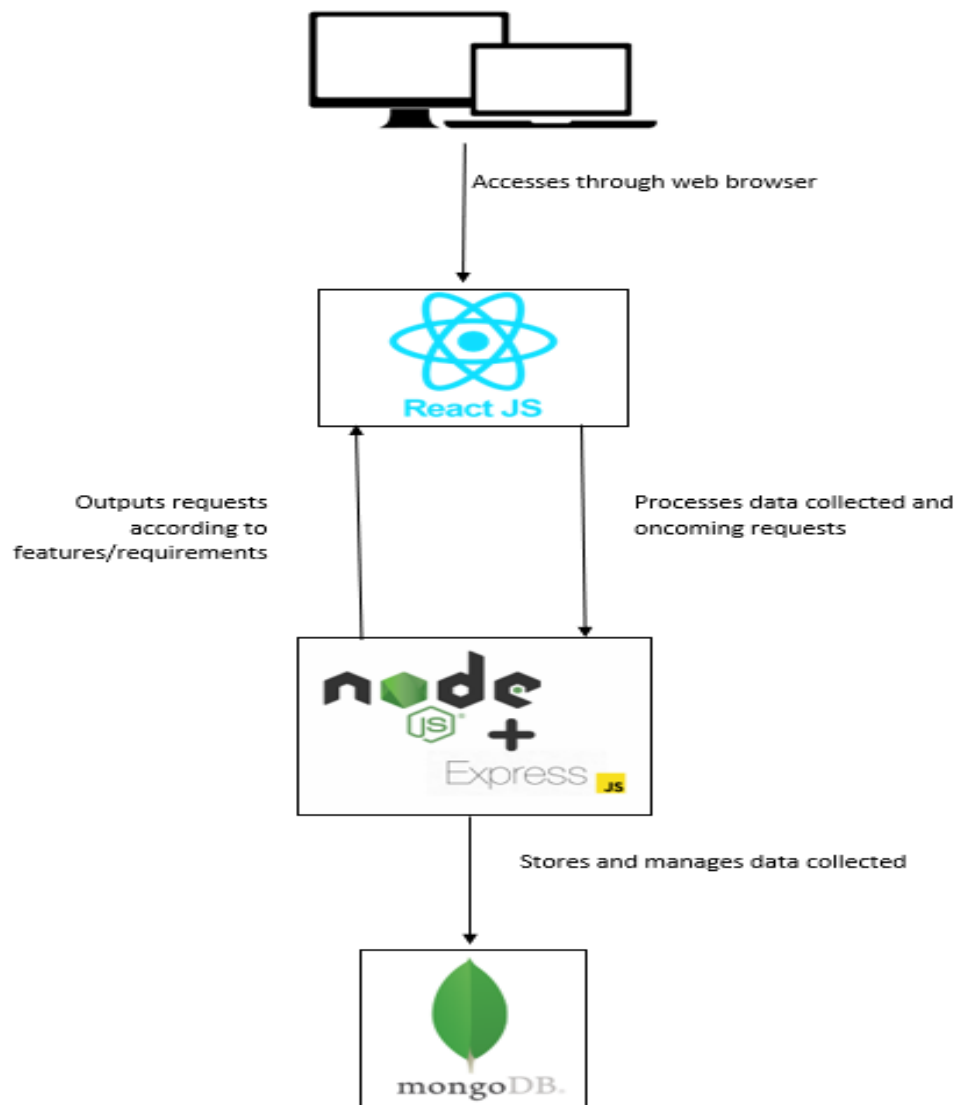 Accesses through web browser
React JS
Outputs requests
according to
features/requirements
Processes data collected and
oncoming requests
node
JS
+
Express
JS
Stores and manages data collected
mongoDB.